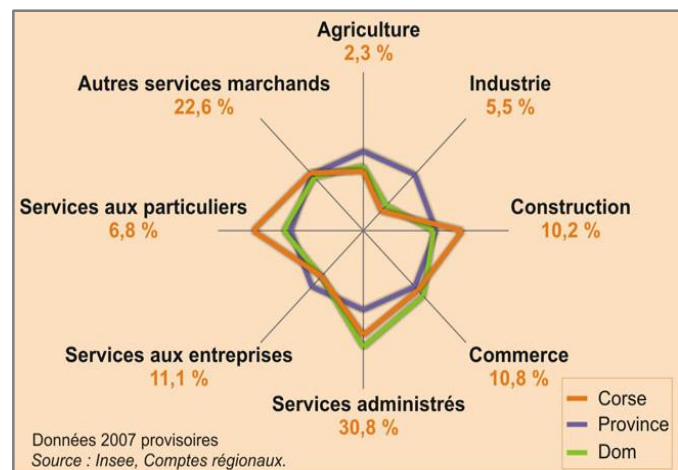 Agriculture
2,3 %
Autres services marchands
22,6 %
Industrie
5,5 %
Services aux particuliers
6,8 %
Construction
10,2 %
Services aux entreprises
11,1 %
Commerce
10,8 %
Services administrés
30,8 %
Corse
Province
Dom
Données 2007 provisoires
Source : Insee, Comptes régionaux.